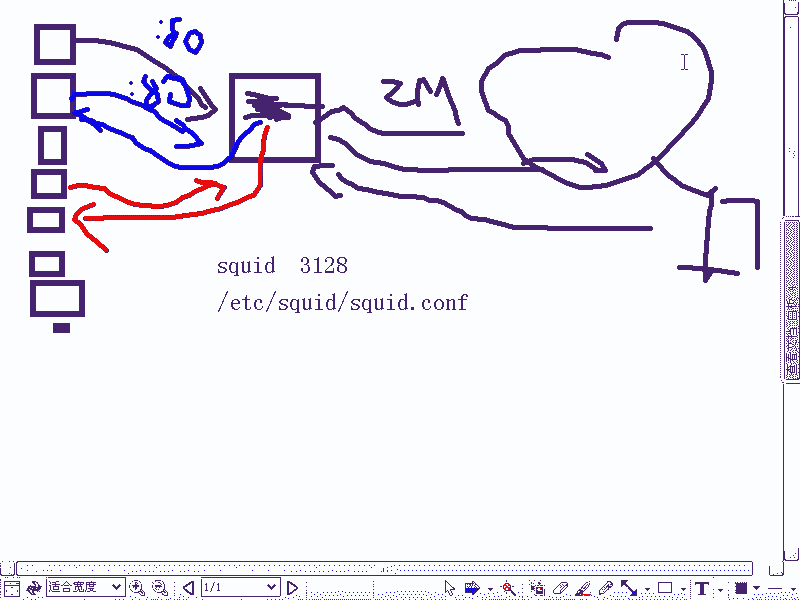 :80
:80
2M
squid 3128
/etc/squid/squid.conf
适合宽度
1/1
T